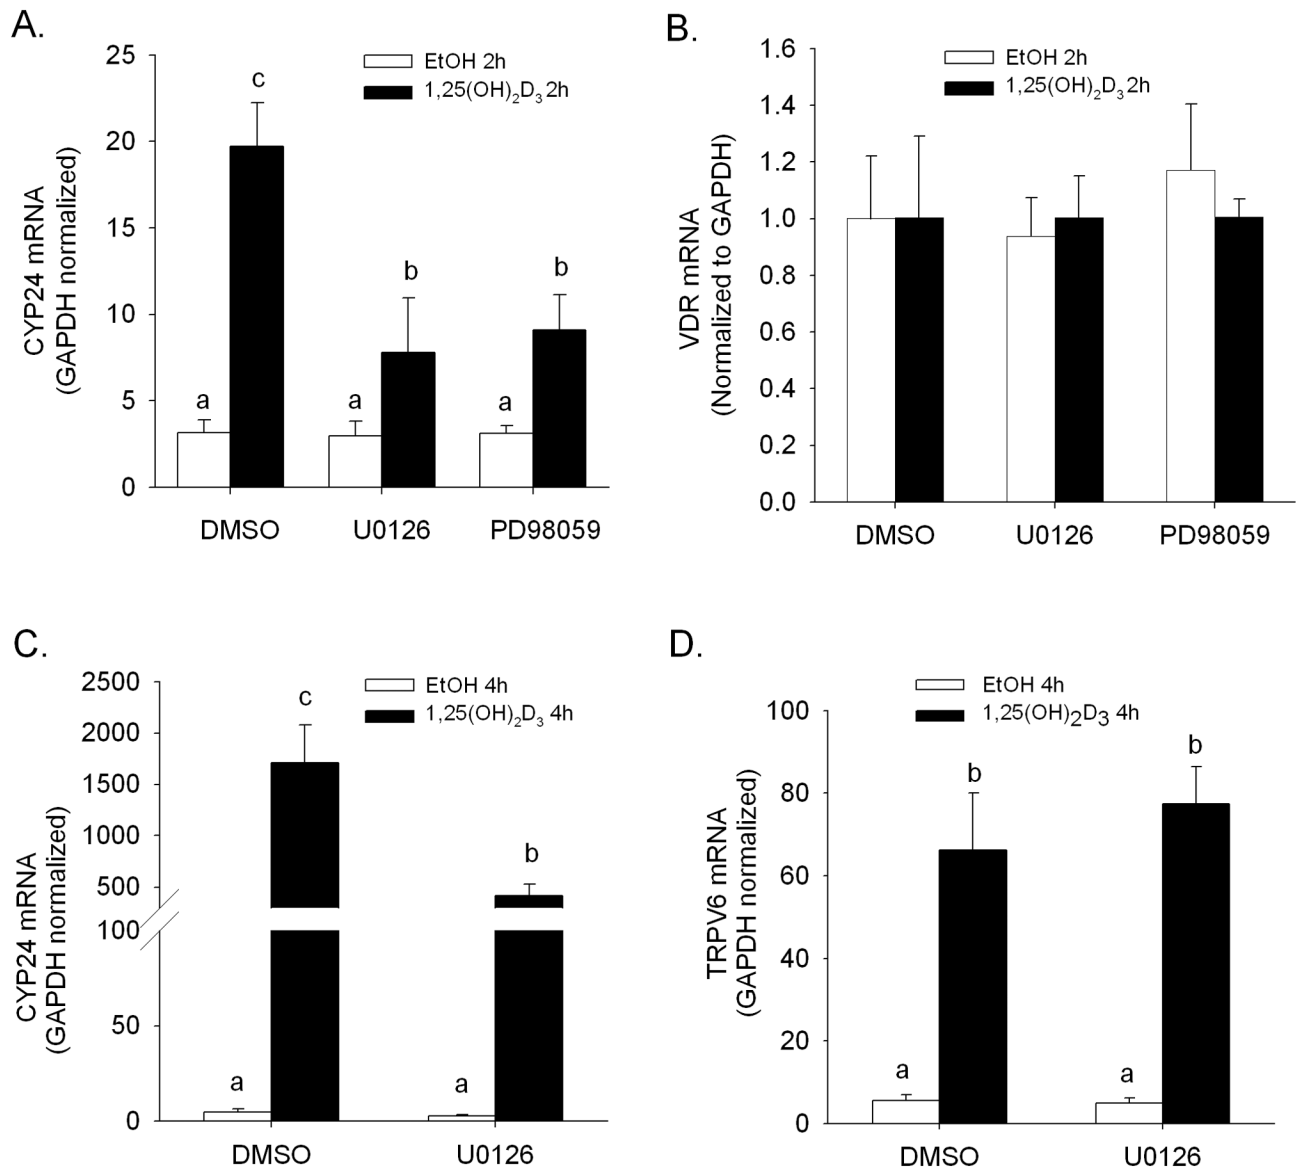 A.
CYP24 mRNA
(GAPDH normalized)
25
20
15
10
5
0
EtOH 2h
1,25(OH)₂D₃ 2h
a
c
a
b
a
b
DMSO
U0126
PD98059
B.
VDR mRNA
(Normalized to GAPDH)
1.6
1.4
1.2
1.0
0.8
0.6
0.4
0.2
0.0
EtOH 2h
1,25(OH)₂D₃ 2h
DMSO
U0126
PD98059
C.
CYP24 mRNA
(GAPDH normalized)
2500
2000
1500
1000
500
100
50
0
EtOH 4h
1,25(OH)₂D₃ 4h
a
c
a
b
DMSO
U0126
D.
TRPV6 mRNA
(GAPDH normalized)
100
80
60
40
20
0
EtOH 4h
1,25(OH)2D3 4h
a
b
a
b
DMSO
U0126